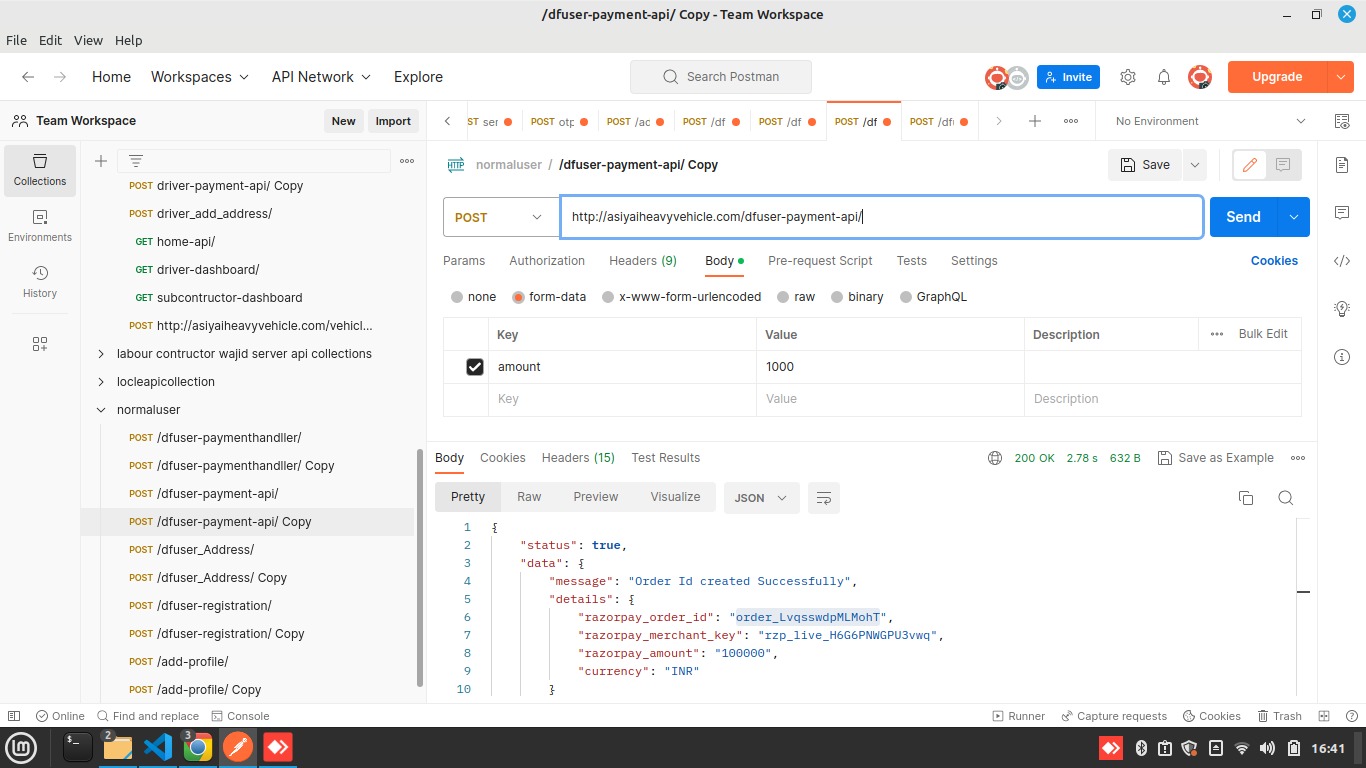 /dfuser-payment-api/ Copy - Team Workspace
File Edit View Help
Home Workspaces API Network Explore Search Postman Invite Upgrade
Team Workspace New Import
ST ser otp POST /ac POST /df POST /df POST /df POST /dfu No Environment
Collections
Environments
History
POST driver-payment-api/ Copy
POST driver_add_address/
GET home-api/
GET driver-dashboard/
GET subcontructor-dashboard
POST http://asiyaiheavyvehicle.com/vehicl...
labour contructor wajid server api collections
locleapicollection
normaluser
POST /dfuser-paymenthandller/
POST /dfuser-paymenthandller/ Copy
POST /dfuser-payment-api/
POST /dfuser-payment-api/ Copy
POST /dfuser_Address/
POST /dfuser_Address/ Copy
POST /dfuser-registration/
POST /dfuser-registration/ Copy
POST /add-profile/
POST /add-profile/ Copy
HTTP normaluser / /dfuser-payment-api/ Copy Save
POST http://asiyaiheavyvehicle.com/dfuser-payment-api/ Send
Params Authorization Headers (9) Body Pre-request Script Tests Settings Cookies
none form-data x-www-form-urlencoded raw binary GraphQL
Key Value Description Bulk Edit
amount 1000
Key Value Description
Body Cookies Headers (15) Test Results 200 OK 2.78 s 632 B Save as Example
Pretty Raw Preview Visualize JSON
1 {
2 "status": true,
3 "data": {
4 "message": "Order Id created Successfully",
5 "details": {
6 "razorpay_order_id": "order_LvqsswdpMLMohT",
7 "razorpay_merchant_key": "rzp_live_H6G6PNWGPU3vwq",
8 "razorpay_amount": "100000",
9 "currency": "INR"
10 }
Online Find and replace Console Runner Capture requests Cookies Trash
2 3 16:41